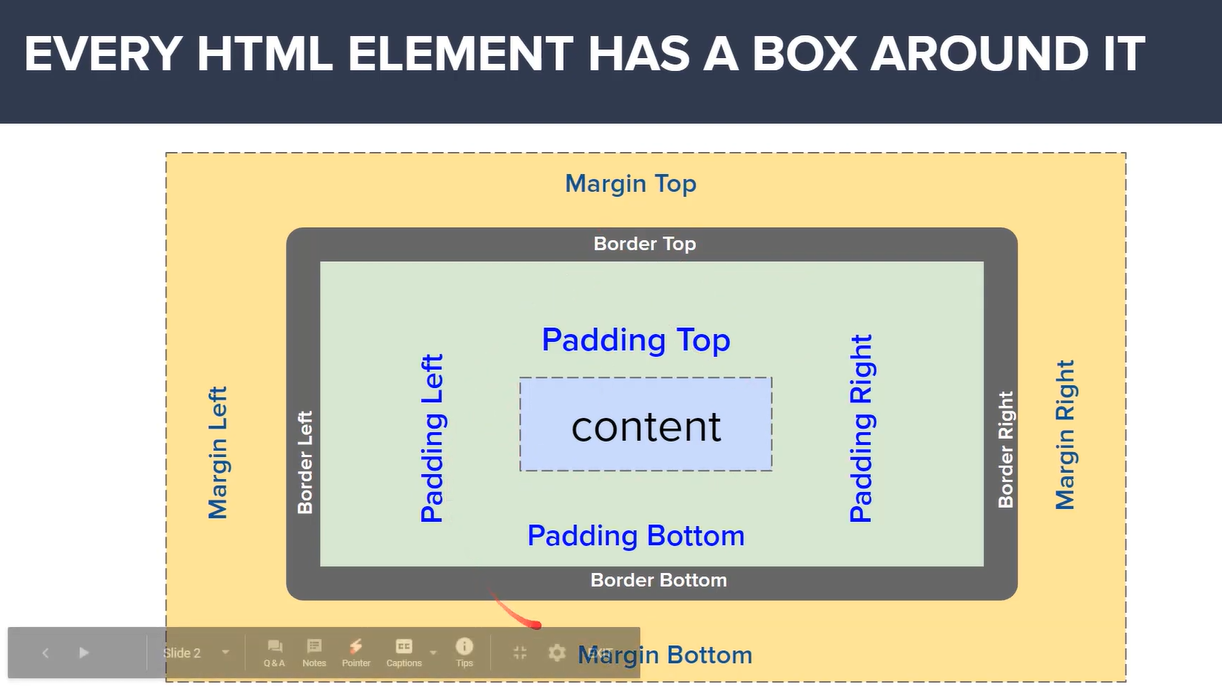 EVERY HTML ELEMENT HAS A BOX AROUND IT
Margin Top
Border Top
Padding Top
Margin Left
Border Left
Padding Left
content
Padding Right
Border Right
Margin Right
Padding Bottom
Border Bottom
Margin Bottom
Slide 2
Q & A
Notes
Pointer
CC
Captions
Tips
EXIT